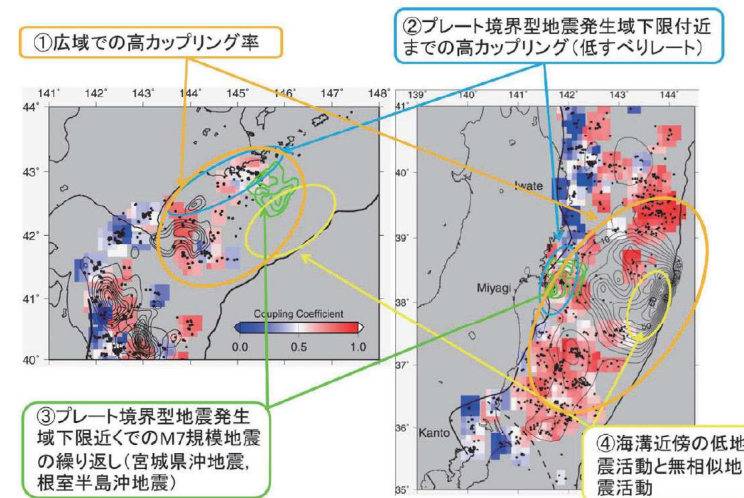 ①広域での高カップリング率
②プレート境界型地震発生域下限付近
までの高カップリング(低すべりレート)
141° 142° 143° 144° 145° 146° 147° 148°
44°
43°
42°
41°
40°
Coupling Coefficient
0.0 0.5 1.0
139° 140° 141° 142° 143° 144°
41°
40°
39°
38°
37°
36°
35°
Iwate
Miyagi
Kanto
③プレート境界型地震発生
域下限近くでのM7規模地震
の繰り返し(宮城県沖地震,
根室半島沖地震)
④海溝近傍の低地
震活動と無相似地
震活動